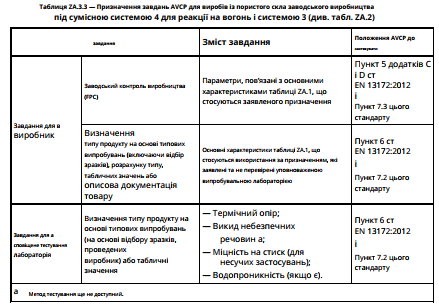 Таблиця ZA.3.3 — Призначення завдань AVCP для виробів із пористого скла заводського виробництва
під сумісною системою 4 для реакції на вогонь і системою 3 (див. табл. ZA.2)
завдання
Зміст завдання
Положення AVCP до
Завдання для в
виробник
Заводський контроль виробництва
(FPC)
Параметри, пов'язані з основними
характеристиками таблиці ZA.1, що
стосуються заявленого призначення
Пункт 5 додатків C
і D ст
EN 13172:2012
і
Пункт 7.3 цього
стандарту
Визначення
типу продукту на основі типових
випробувань (включаючи відбір
зразків), розрахунку типу,
табличних значень або
описова документація
товару
Основні характеристики таблиці ZA.1, що
стосуються використання за призначенням, які
заявлені та не перевірені уповноваженою
випробувальною лабораторією
Пункт 6 ст
EN 13172:2012
і
Пункт 7.2 цього
стандарту
Завдання для а
сповіщене тестування
лабораторія
Визначення типу продукту на
основі типових випробувань
(на основі відбору зразків,
проведених
виробник) або табличні
значення
— Термічний опір;
— Викид небезпечних
речовин а;
— Міцність на стиск (для
несучих застосувань);
— Водопроникність (якщо є).
Пункт 6 ст
EN 13172:2012
і
Пункт 7.2 цього
стандарту
а Метод тестування ще не доступний.